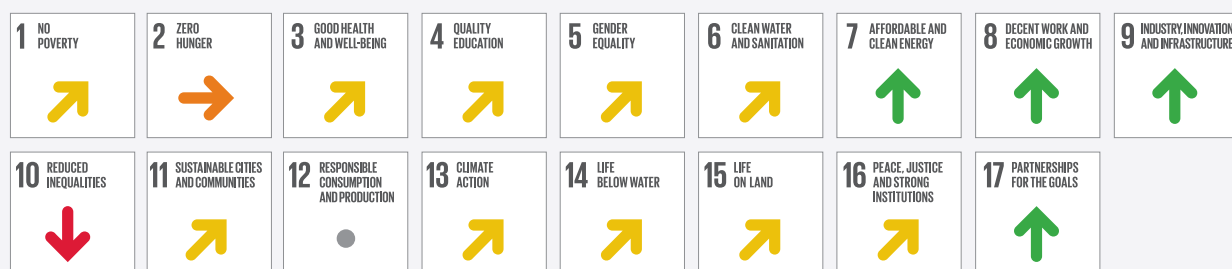 1 NO
POVERTY
2 ZERO
HUNGER
3 GOOD HEALTH
AND WELL-BEING
4 QUALITY
EDUCATION
5 GENDER
EQUALITY
6 CLEAN WATER
AND SANITATION
7 AFFORDABLE AND
CLEAN ENERGY
8 DECENT WORK AND
ECONOMIC GROWTH
9 INDUSTRY, INNOVATION
AND INFRASTRUCTURE
10 REDUCED
INEQUALITIES
11 SUSTAINABLE CITIES
AND COMMUNITIES
12 RESPONSIBLE
CONSUMPTION
AND PRODUCTION
13 CLIMATE
ACTION
14 LIFE
BELOW WATER
15 LIFE
ON LAND
16 PEACE, JUSTICE
AND STRONG
INSTITUTIONS
17 PARTNERSHIPS
FOR THE GOALS